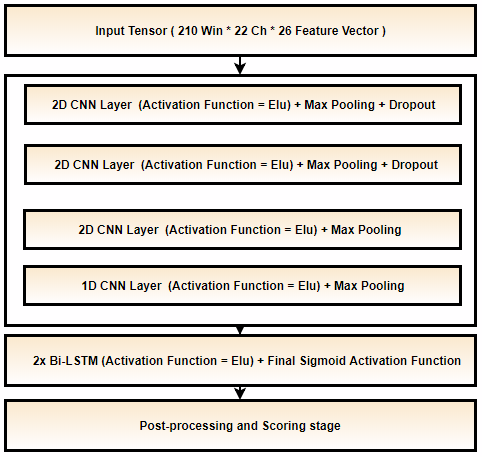 Input Tensor ( 210 Win * 22 Ch * 26 Feature Vector )
2D CNN Layer (Activation Function = Elu) + Max Pooling + Dropout
2D CNN Layer (Activation Function = Elu) + Max Pooling + Dropout
2D CNN Layer (Activation Function = Elu) + Max Pooling
1D CNN Layer (Activation Function = Elu) + Max Pooling
2x Bi-LSTM (Activation Function = Elu) + Final Sigmoid Activation Function
Post-processing and Scoring stage